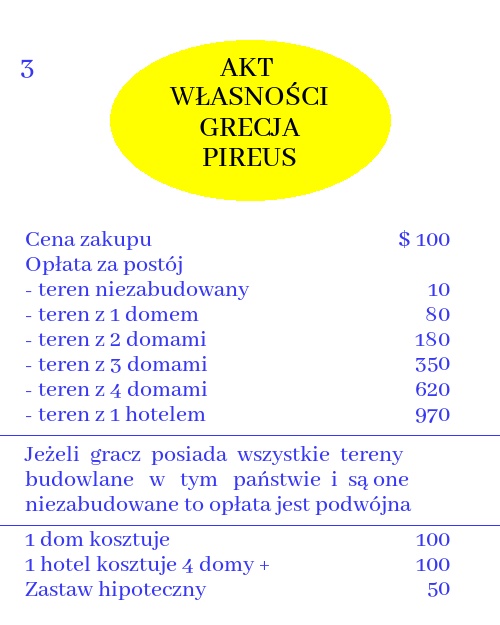 3
AKT
WŁASNOŚCI
GRECJA
PIREUS
Cena zakupu $ 100
Opłata za postój
- teren niezabudowany 10
- teren z 1 domem 80
- teren z 2 domami 180
- teren z 3 domami 350
- teren z 4 domami 620
- teren z 1 hotelem 970
Jeżeli gracz posiada wszystkie tereny
budowlane w tym państwie i są one
niezabudowane to opłata jest podwójna
1 dom kosztuje 100
1 hotel kosztuje 4 domy + 100
Zastaw hipoteczny 50